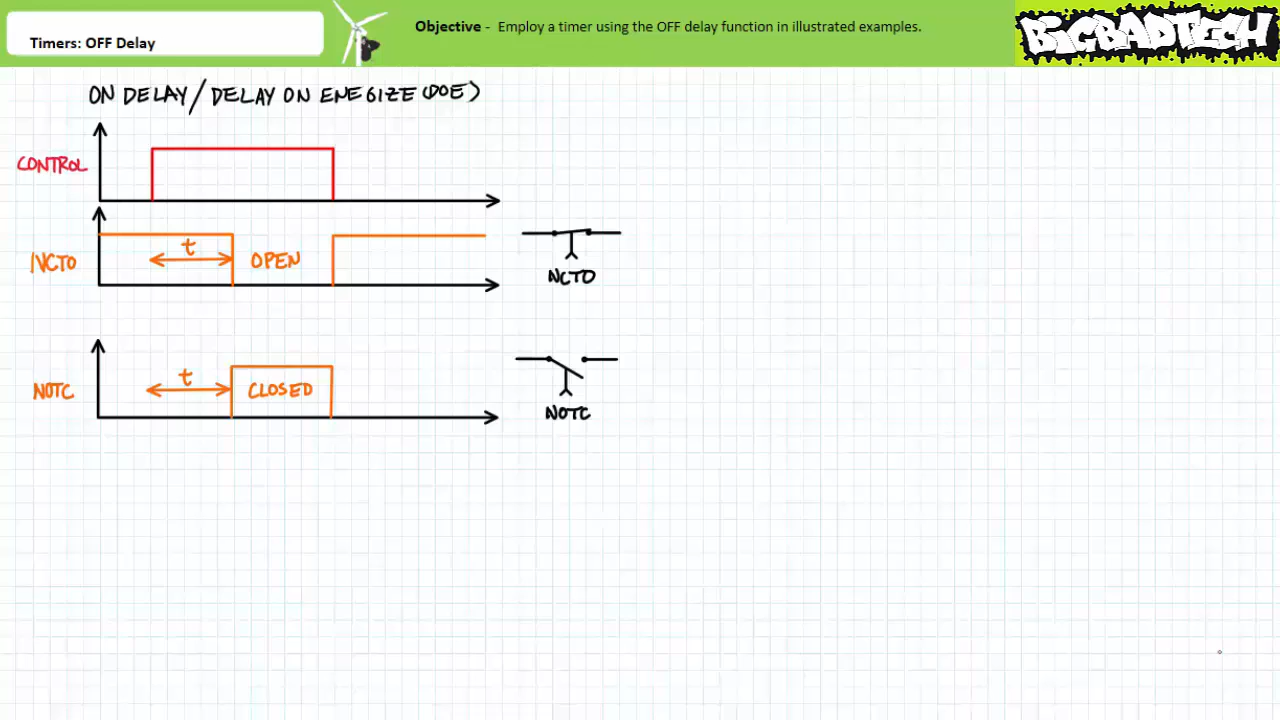 Timers: OFF Delay
Objective - Employ a timer using the OFF delay function in illustrated examples.
BIGBADTECH
ON DELAY/DELAY ON ENEGIZE (DOE)
CONTROL
NCTO
t
OPEN
NCTO
NOTC
t
CLOSED
NOTC